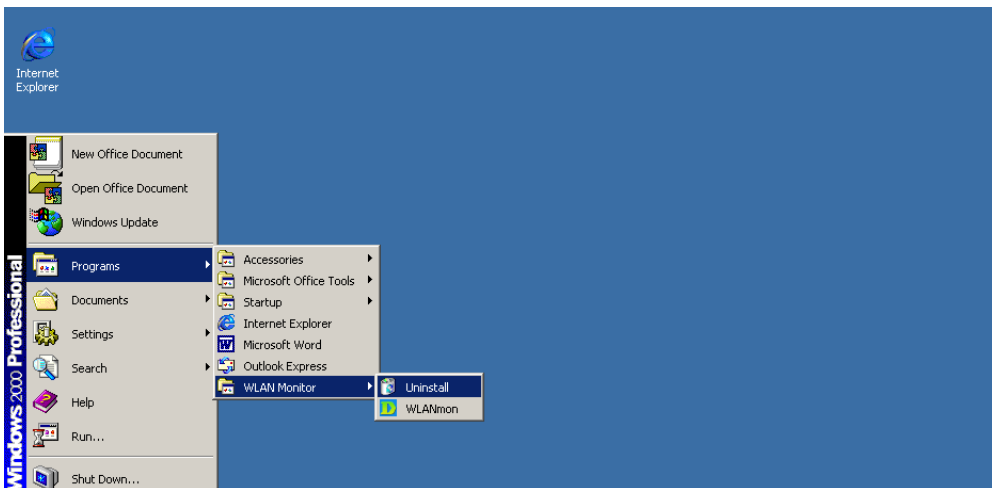 Internet
Explorer
New Office Document
Open Office Document
Windows Update
Programs
Documents
Settings
Search
Help
Run...
Shut Down...
Windows 2000 Professional
Accessories
Microsoft Office Tools
Startup
Internet Explorer
Microsoft Word
Outlook Express
WLAN Monitor
Uninstall
WLANmon